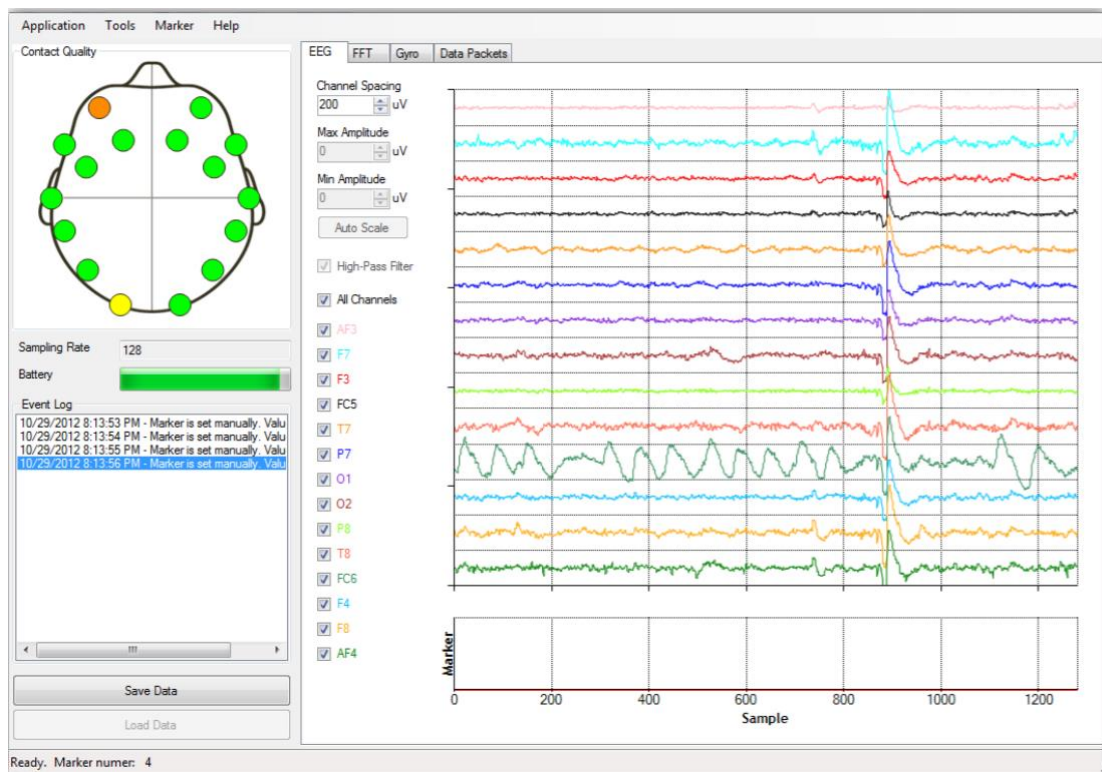 Application Tools Marker Help
Contact Quality
EEG FFT Gyro Data Packets
Channel Spacing
200 uV
Max Amplitude
0 uV
Min Amplitude
0 uV
Auto Scale
High-Pass Filter
All Channels
AF3
F7
F3
FC5
T7
P7
O1
O2
P8
T8
FC6
F4
F8
AF4
Sampling Rate 128
Battery
Event Log
10/29/2012 8:13:53 PM - Marker is set manually. Valu
10/29/2012 8:13:54 PM - Marker is set manually. Valu
10/29/2012 8:13:55 PM - Marker is set manually. Valu
10/29/2012 8:13:56 PM - Marker is set manually. Valu
Save Data
Load Data
Marker
0 200 400 600 800 1000 1200
Sample
Ready. Marker numer: 4